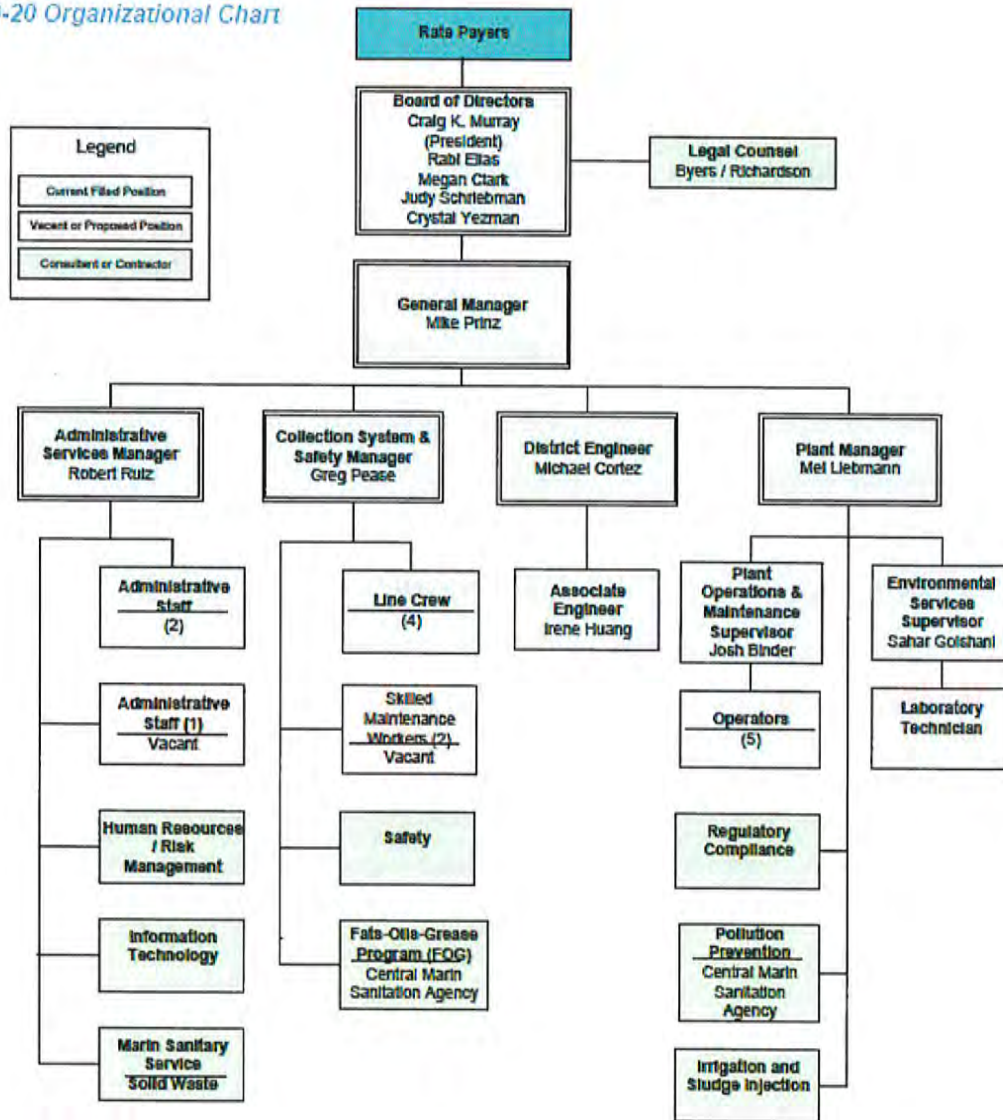 -20 Organizational Chart
Rate Payers
Board of Directors
Craig K. Murray
(President)
Rabi Elias
Megan Clark
Judy Schriebman
Crystal Yezman
Legal Counsel
Byers / Richardson
Legend
Current Filled Position
Vacant or Proposed Position
Consultant or Contractor
General Manager
Mike Prinz
Administrative
Services Manager
Robert Ruiz
Collection System &
Safety Manager
Greg Pease
District Engineer
Michael Cortez
Plant Manager
Mel Liebmann
Administrative
Staff
(2)
Line Crew
(4)
Associate
Engineer
Irene Huang
Plant
Operations &
Maintenance
Supervisor
Josh Binder
Environmental
Services
Supervisor
Sahar Golshani
Administrative
Staff (1)
Vacant
Skilled
Maintenance
Workers (2)
Vacant
Operators
(5)
Laboratory
Technician
Human Resources
/ Risk
Management
Safety
Regulatory
Compliance
Information
Technology
Fats-Oils-Grease
Program (FOG)
Central Marin
Sanitation Agency
Pollution
Prevention
Central Marin
Sanitation
Agency
Marin Sanitary
Service
Solid Waste
Irrigation and
Sludge Injection